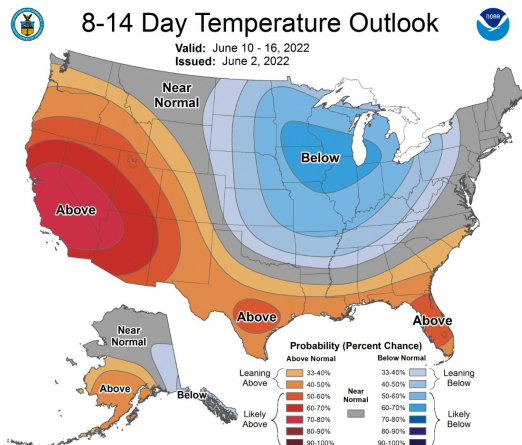 8-14 Day Temperature Outlook
NOAA
Valid: June 10 - 16, 2022
Issued: June 2, 2022
Near
Normal
Below
Above
Above
Above
Near
Normal
Above
Below
Probability (Percent Chance)
Above Normal
Below Normal
Leaning
Above
33-40%
40-50%
Likely
Above
50-60%
60-70%
70-80%
80-90%
90-100%
Near
Normal
33-40%
40-50%
Leaning
Below
50-60%
60-70%
70-80%
80-90%
90-100%
Likely
Below